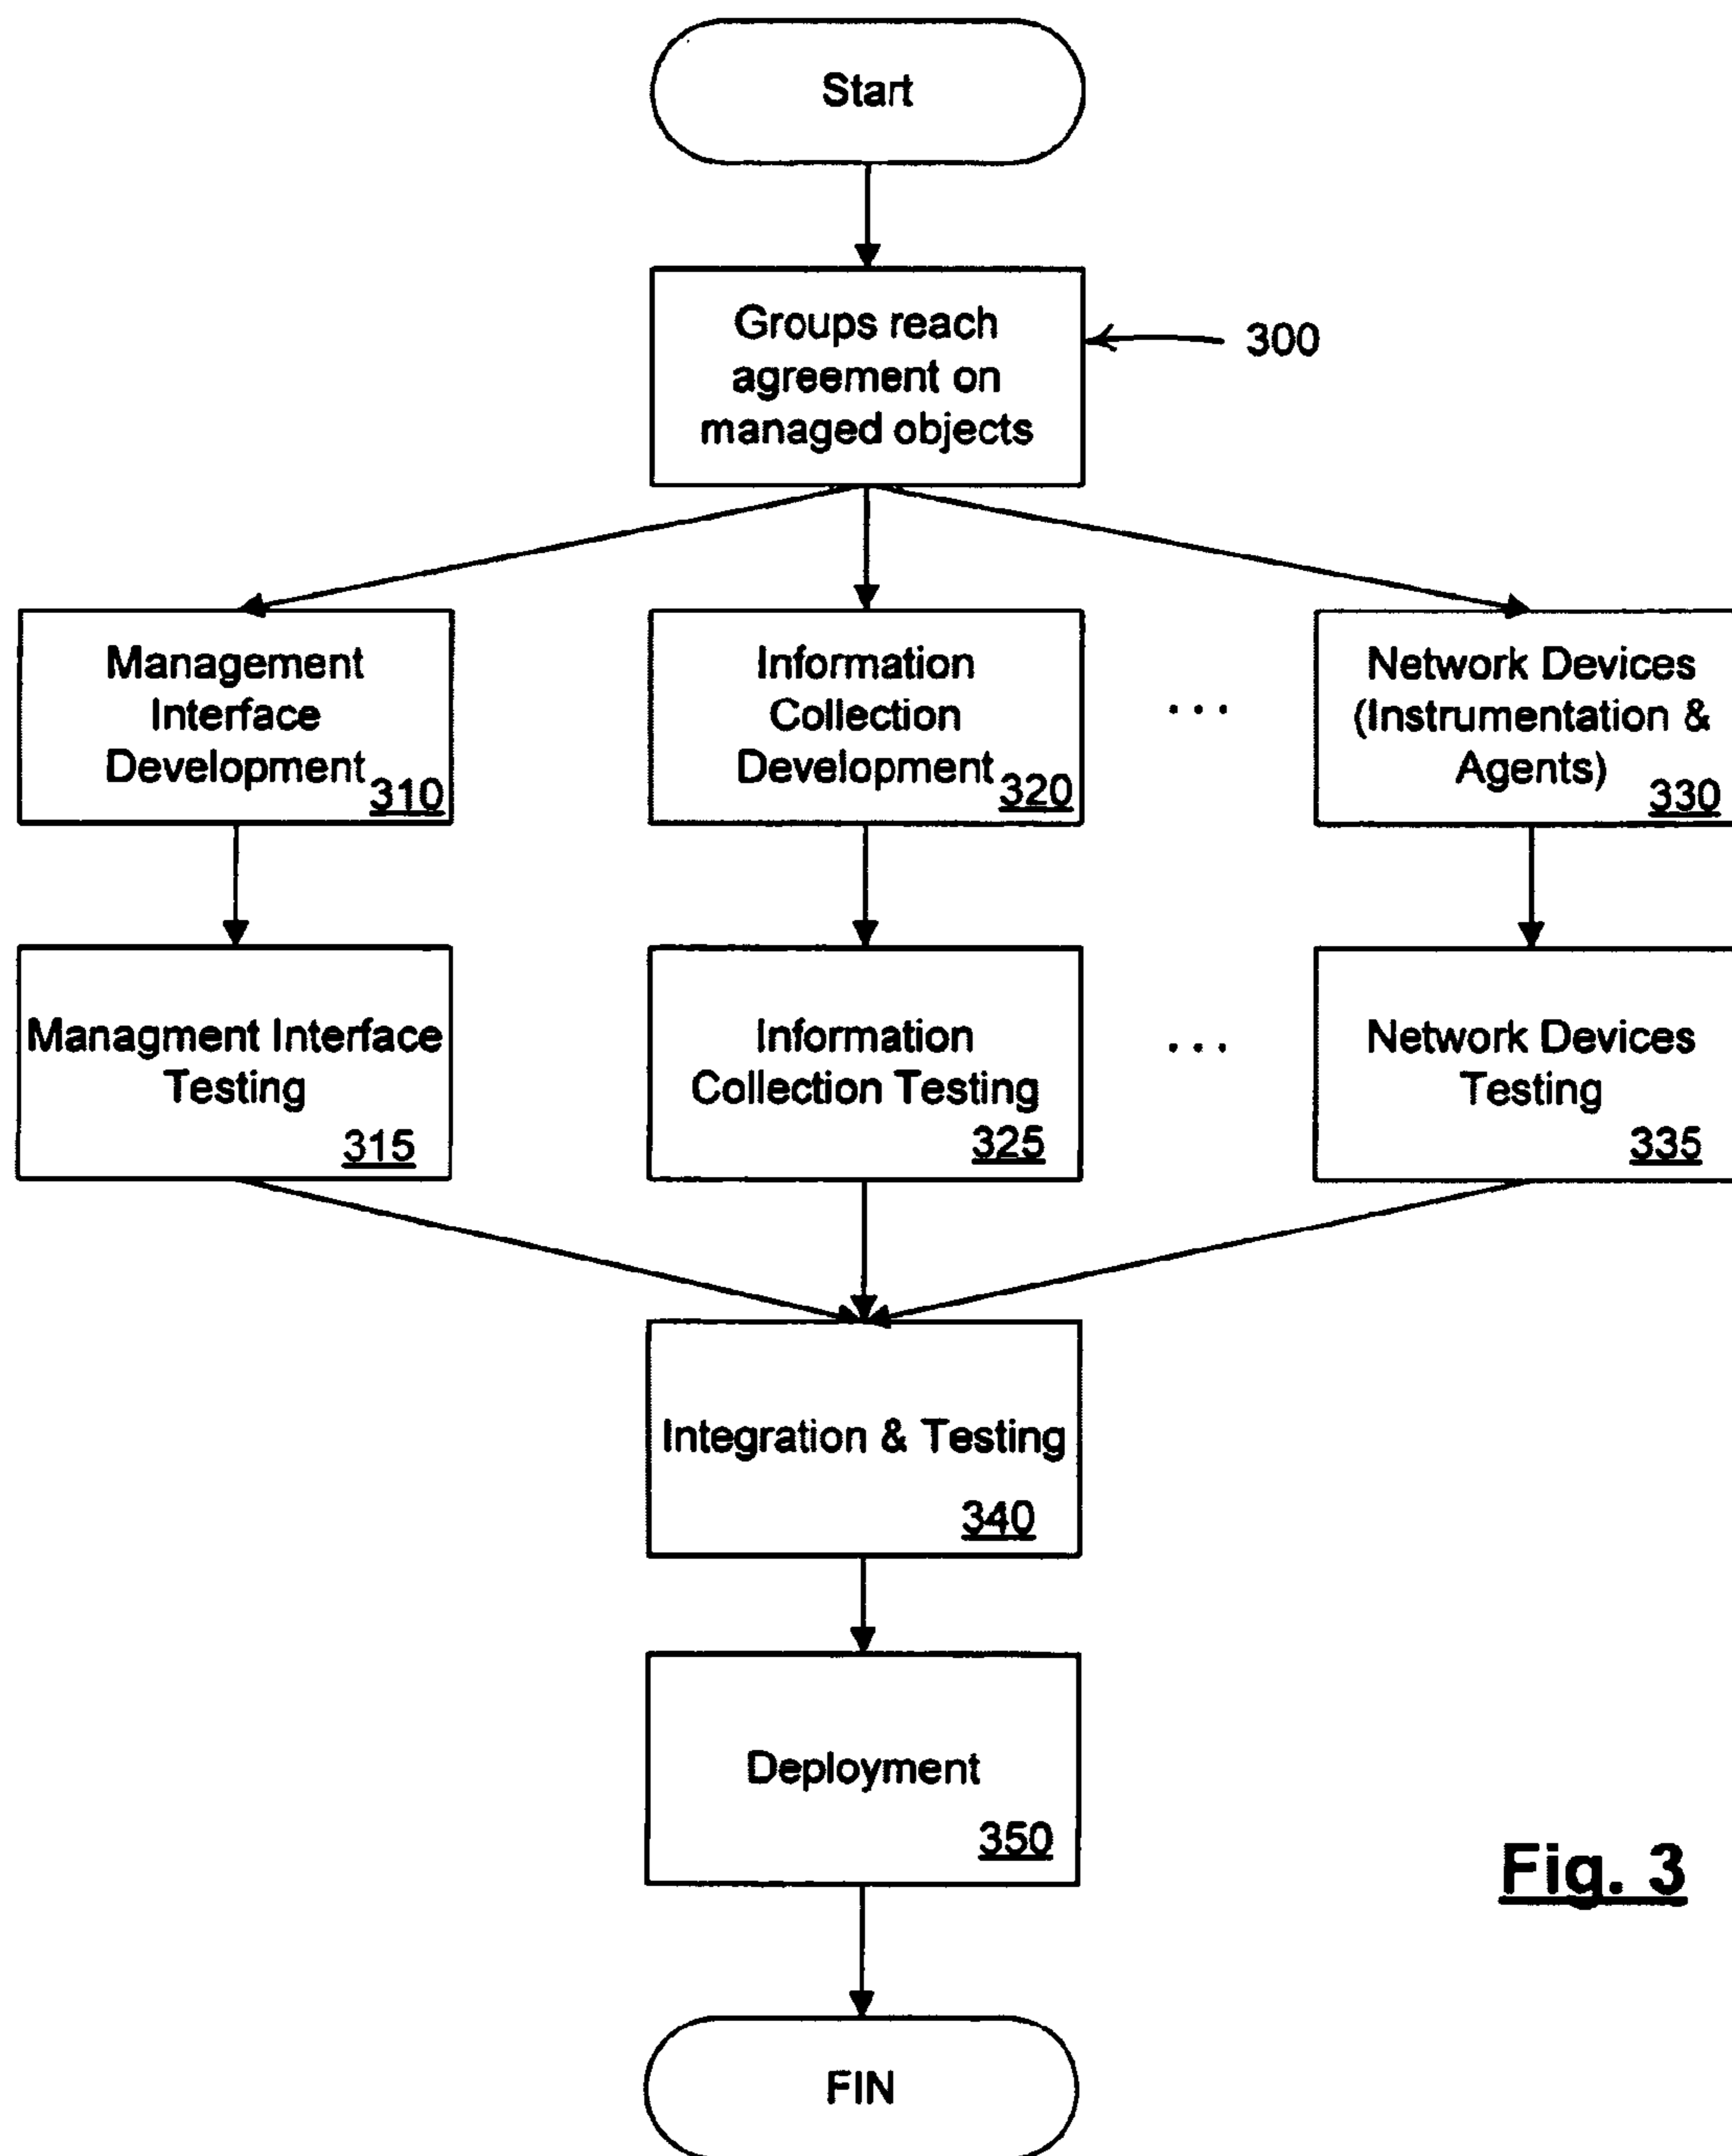 Start
Groups reach
agreement on
managed objects
300
Management
Interface
Development
310
Information
Collection
Development
320
...
Network Devices
(Instrumentation &
Agents)
330
Managment Interface
Testing
315
Information
Collection Testing
325
...
Network Devices
Testing
335
Integration & Testing
340
Deployment
350
Fig. 3
FIN